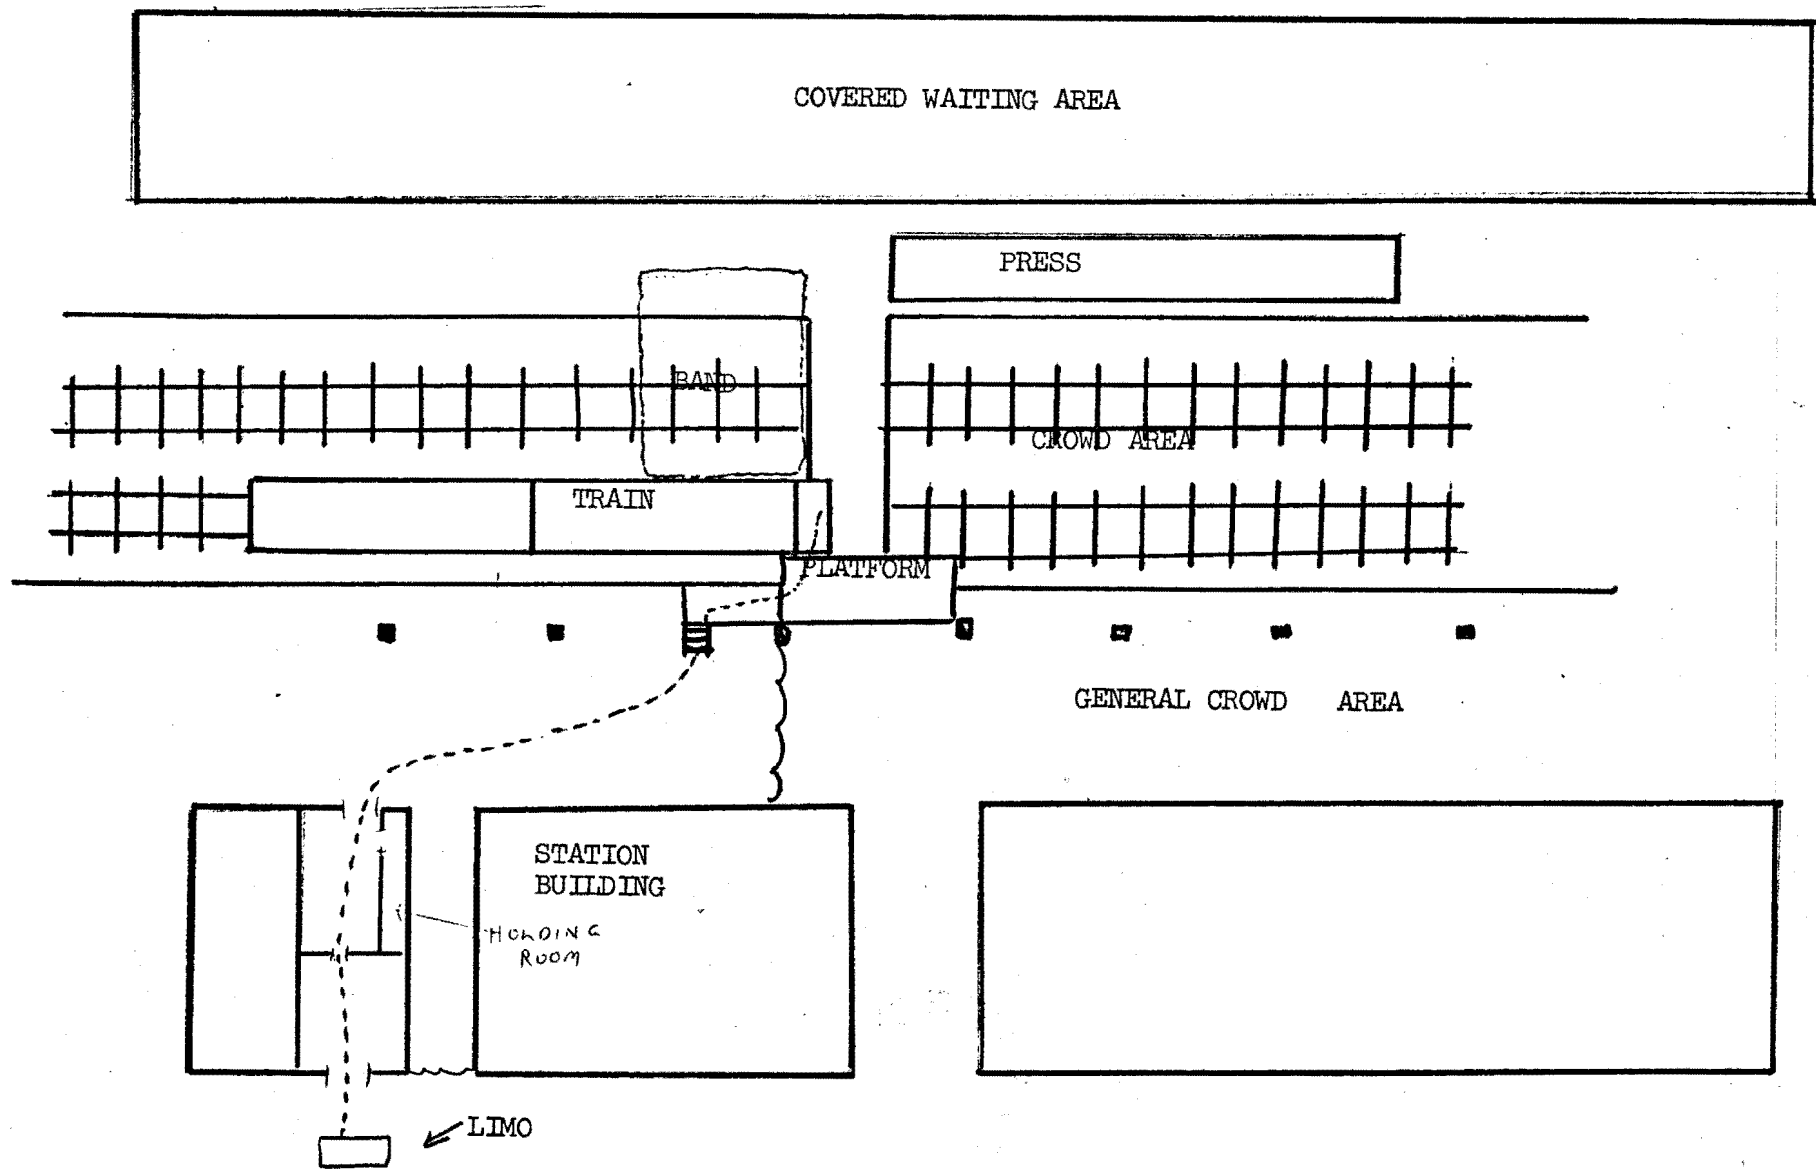 COVERED WAITING AREA
PRESS
BAND
CROWD AREA
TRAIN
PLATFORM
GENERAL CROWD AREA
STATION
BUILDING
HOLDING
ROOM
LIMO